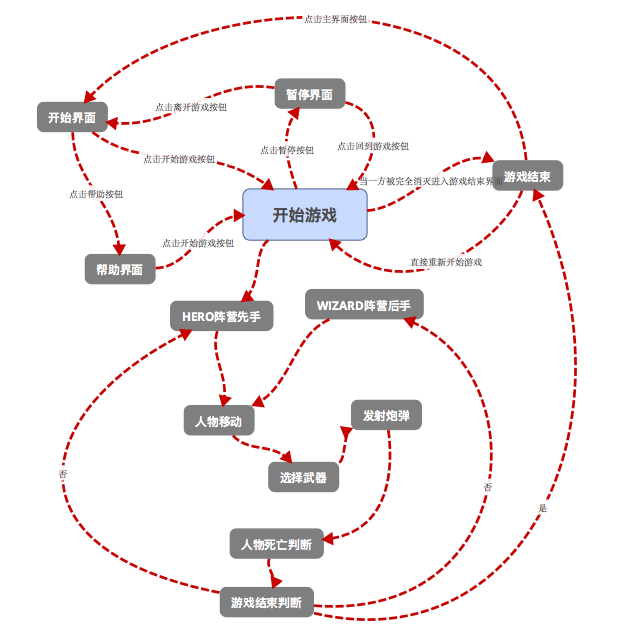 点击主界面按钮
暂停界面
点击离开游戏按钮
开始界面
点击暂停按钮
点击回到游戏按钮
点击开始游戏按钮
当一方被完全消灭进入游戏结束界面
游戏结束
点击帮助按钮
开始游戏
点击开始游戏按钮
直接重新开始游戏
帮助界面
HERO阵营先手
WIZARD阵营后手
人物移动
发射炮弹
选择武器
否
否
是
人物死亡判断
游戏结束判断